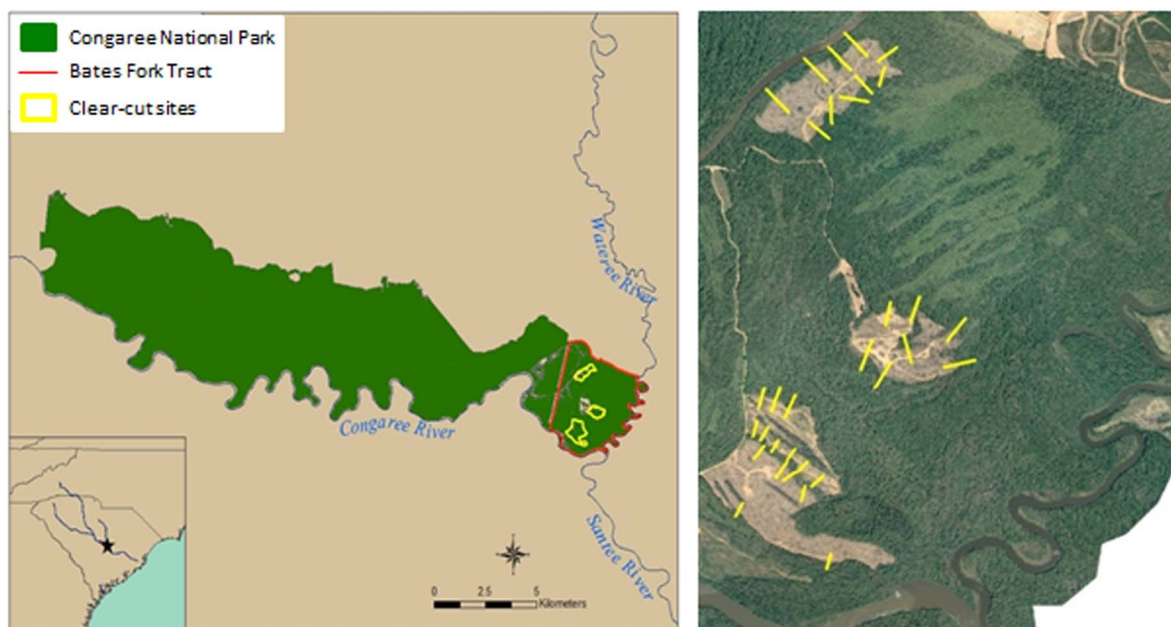 Congaree National Park
Bates Fork Tract
Clear-cut sites
Wateree River
Congaree River
Santee River
0 2.5 5
Kilometers